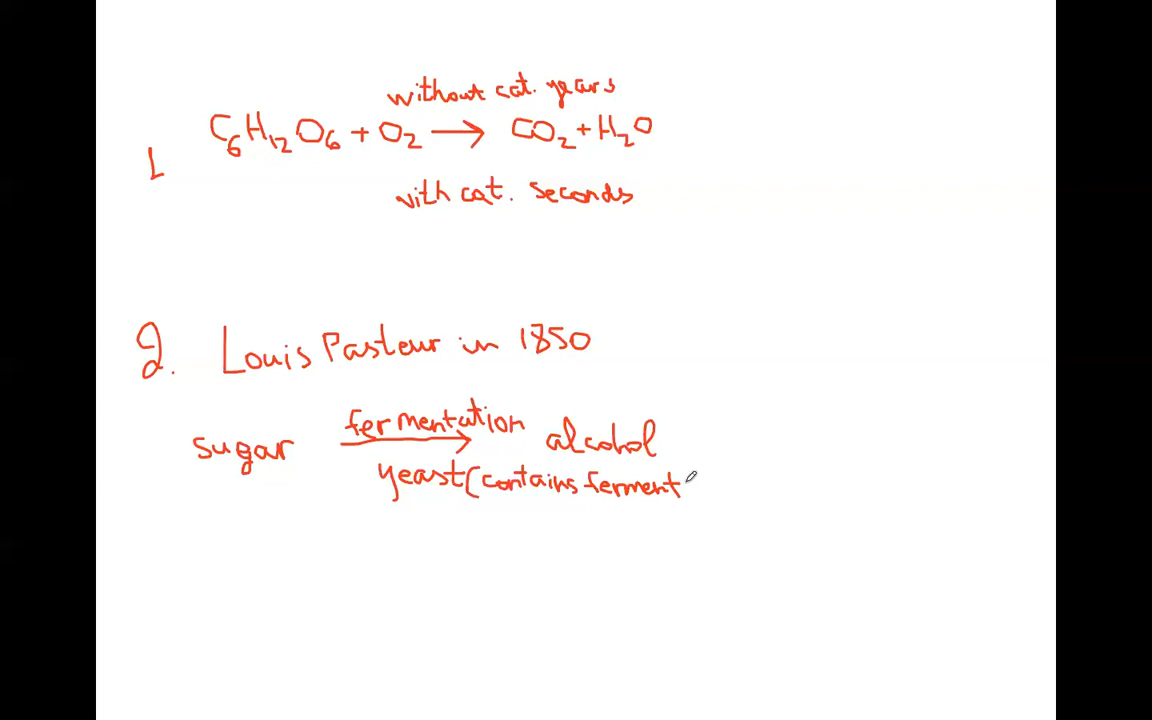 without cat. years
1 C6H12O6 + O2 → CO2 + H2O
with cat. seconds
2. Louis Pasteur in 1850
fermentation
sugar → alcohol
yeast (contains ferment